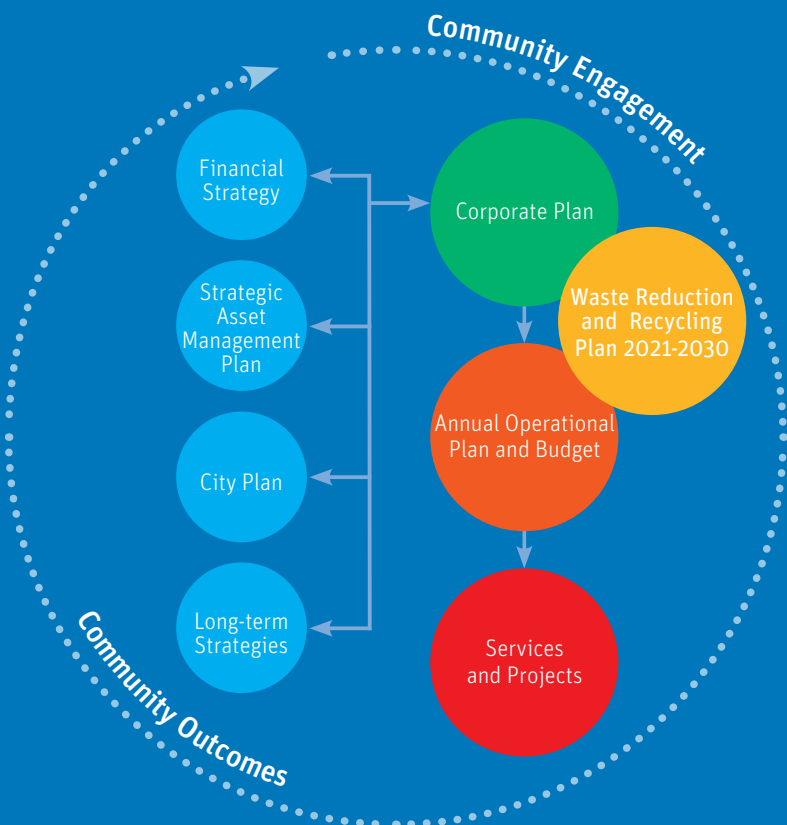 Community Engagement
Financial
Strategy
Corporate Plan
Strategic
Asset
Management
Plan
Waste Reduction
and Recycling
Plan 2021-2030
Annual Operational
Plan and Budget
City Plan
Long-term
Strategies
Services
and Projects
Community Outcomes